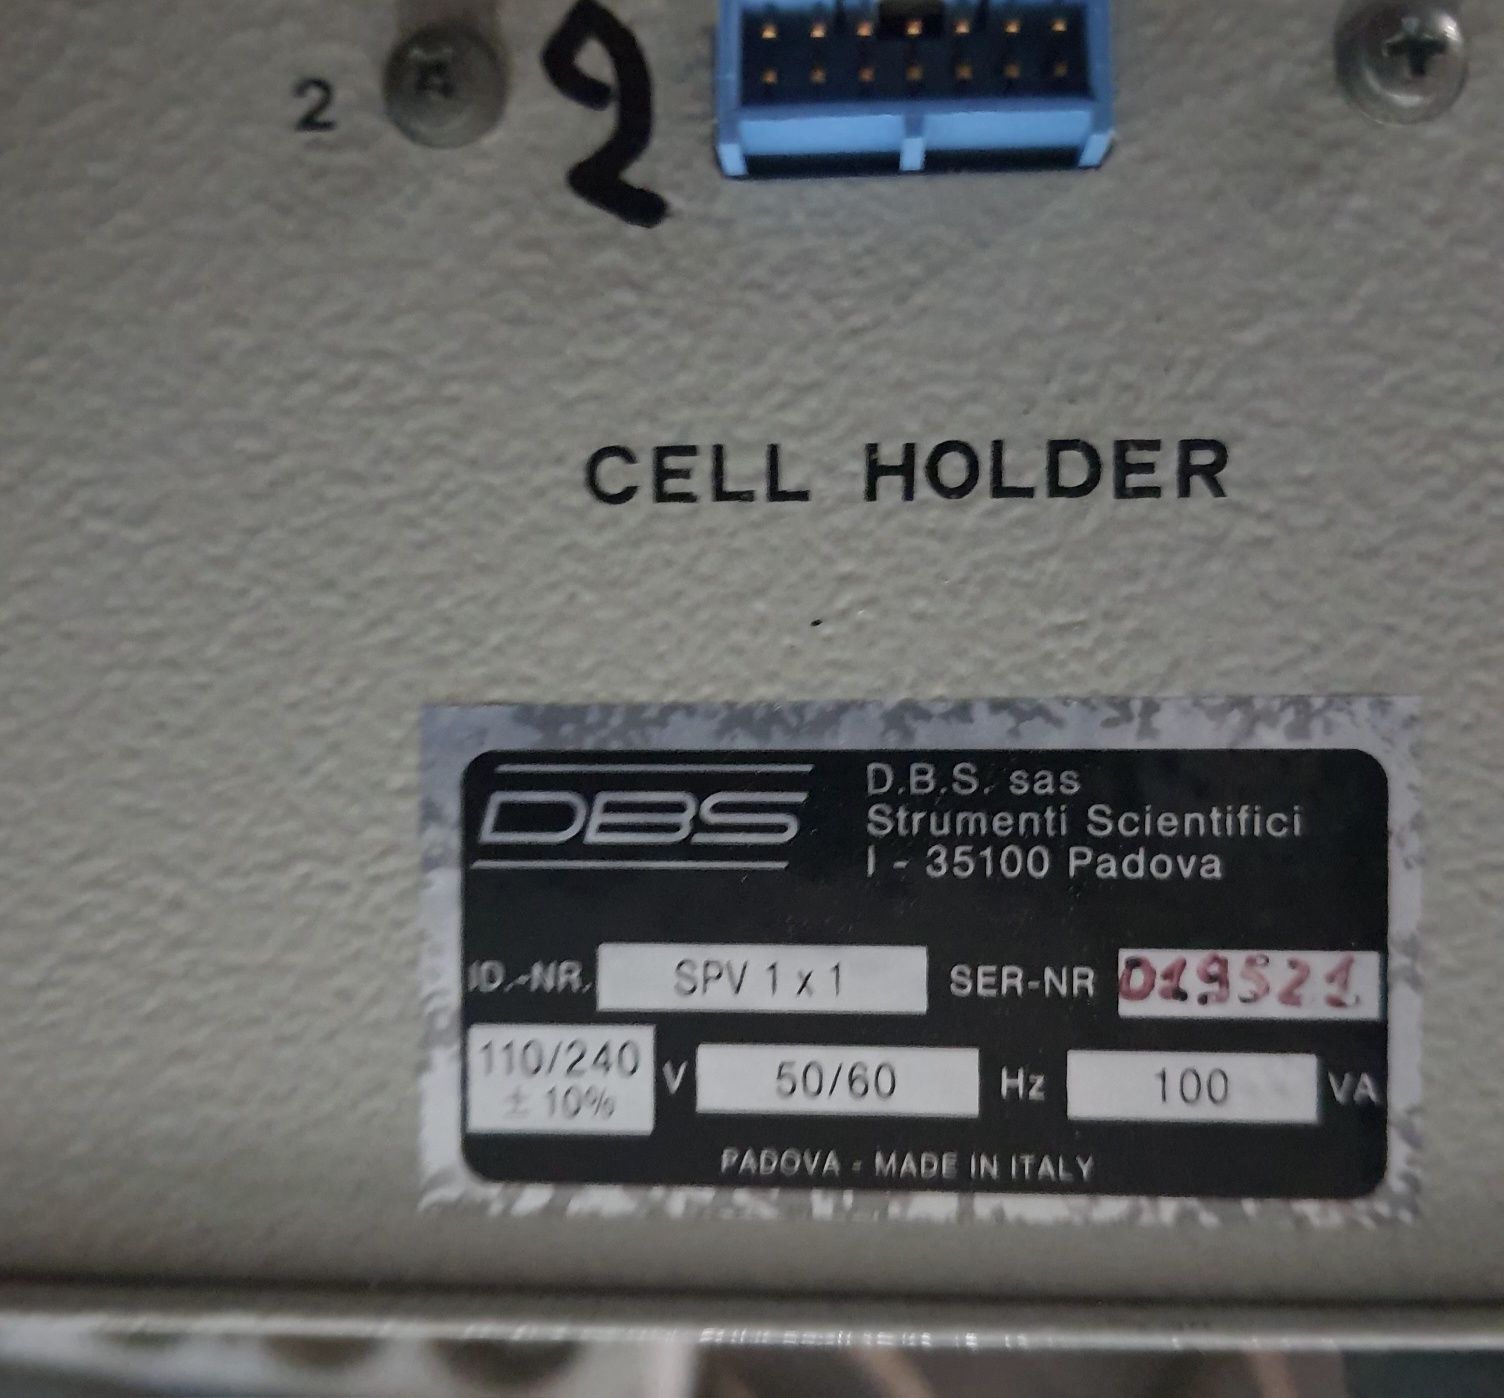 2
2
CELL HOLDER
DBS
D.B.S. sas
Strumenti Scientifici
I - 35100 Padova
ID.-NR. SPV 1 x 1 SER-NR 019521
110/240 ± 10% V 50/60 Hz 100 VA
PADOVA - MADE IN ITALY